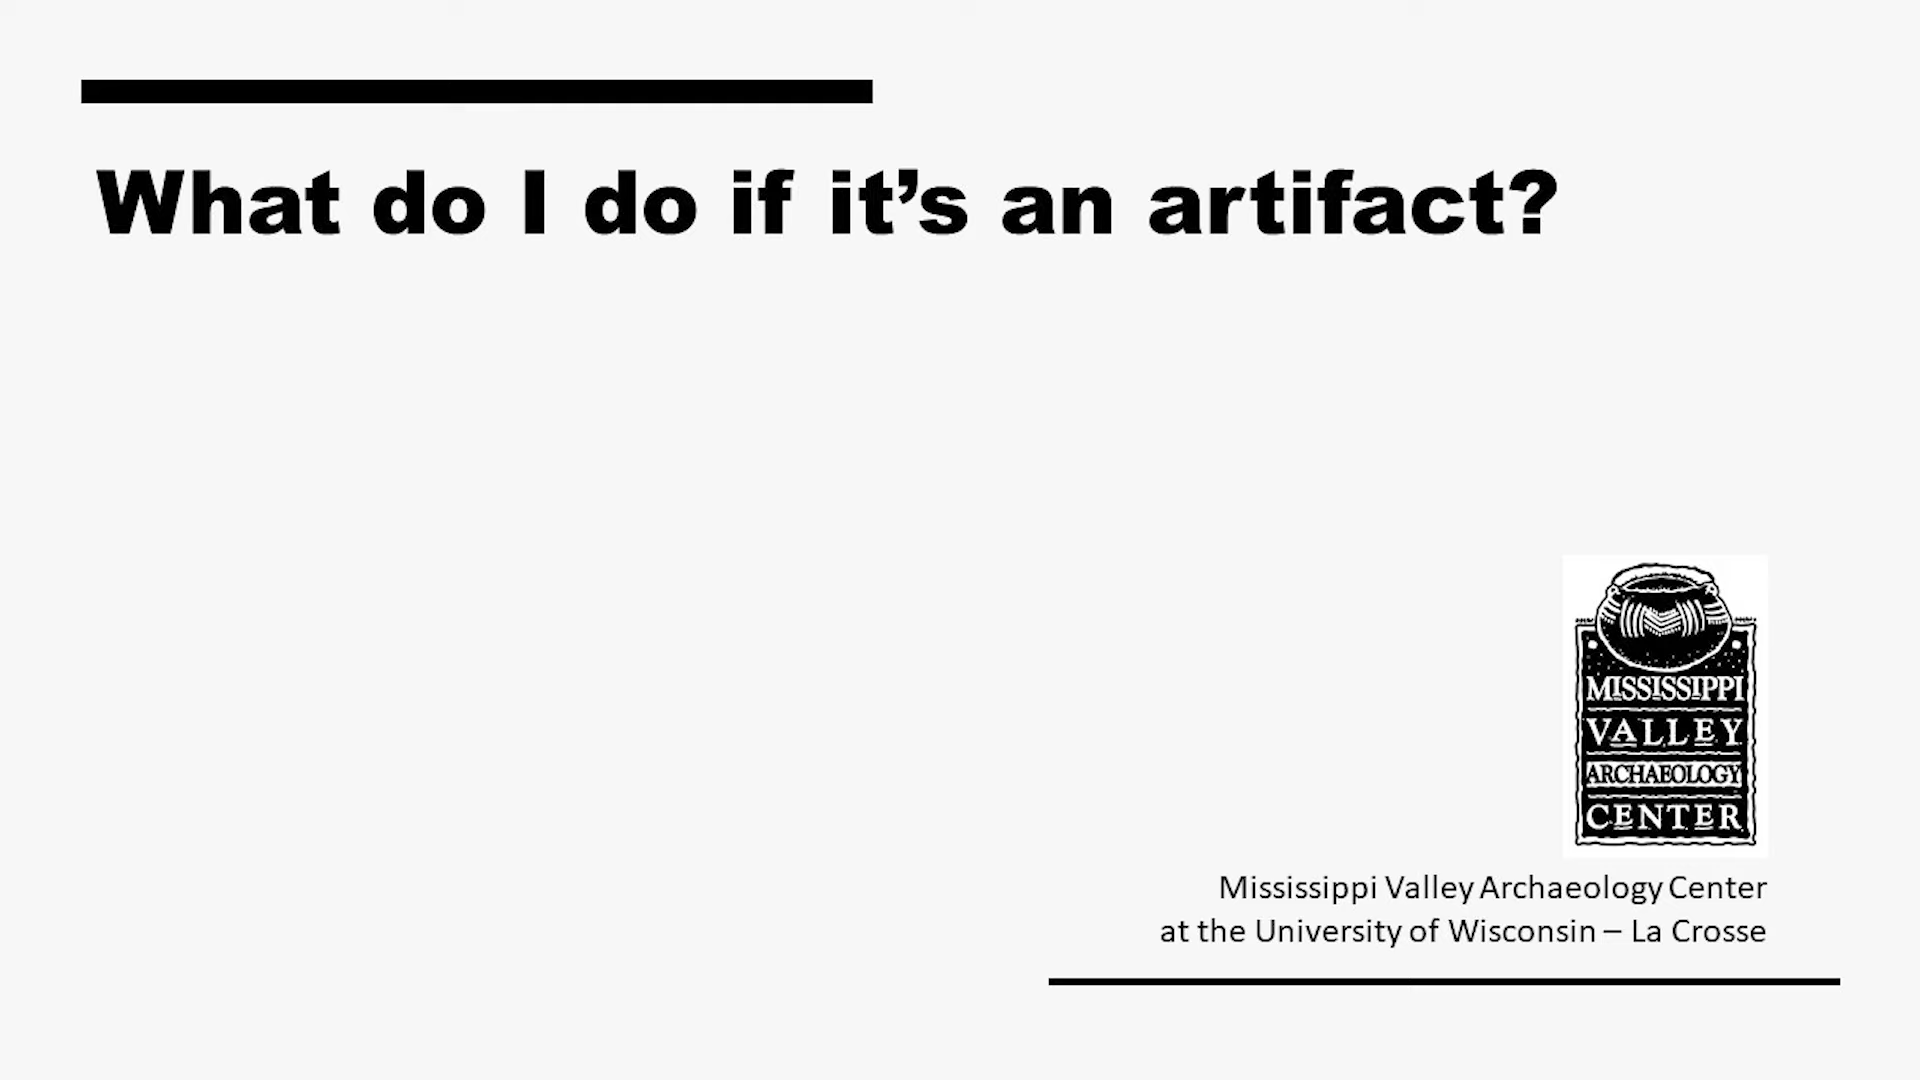 What do I do if it's an artifact?
MISSISSIPPI
VALLEY
ARCHAEOLOGY
CENTER
Mississippi Valley Archaeology Center
at the University of Wisconsin – La Crosse